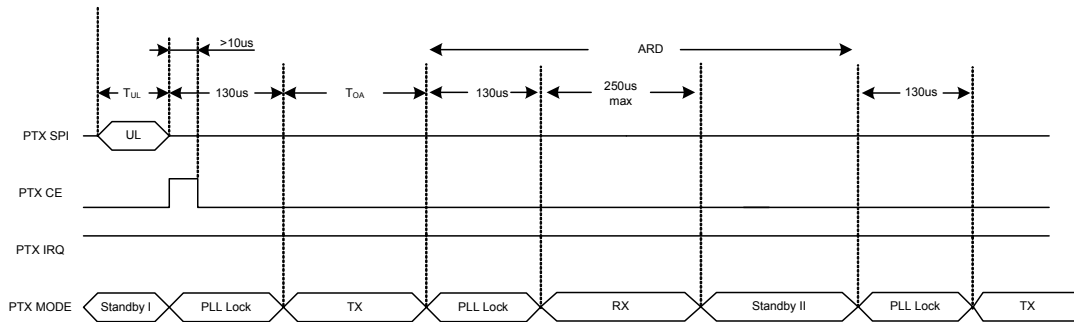 >10us
ARD
TUL 130us TOA 130us 250us max 130us
PTX SPI UL
PTX CE
PTX IRQ
PTX MODE Standby I PLL Lock TX PLL Lock RX Standby II PLL Lock TX